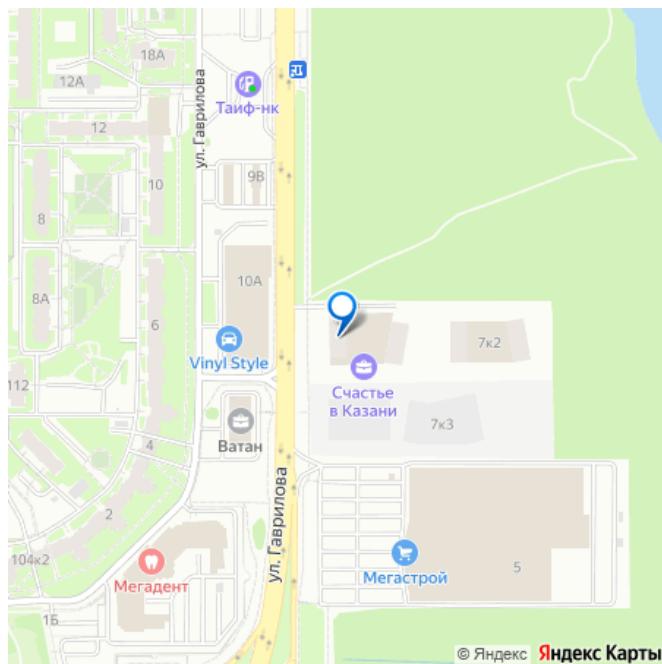 18А
12А
ул. Гаврилова
Таиф-нк
12
9В
10
8
10А
8А
6
Vinyl Style
7к2
112
Счастье
в Казани
Ватан
7к3
4
ул. Гаврилова
2
104к2
Мегадент
Мегастрой
5
1Б
© Яндекс Яндекс Карты